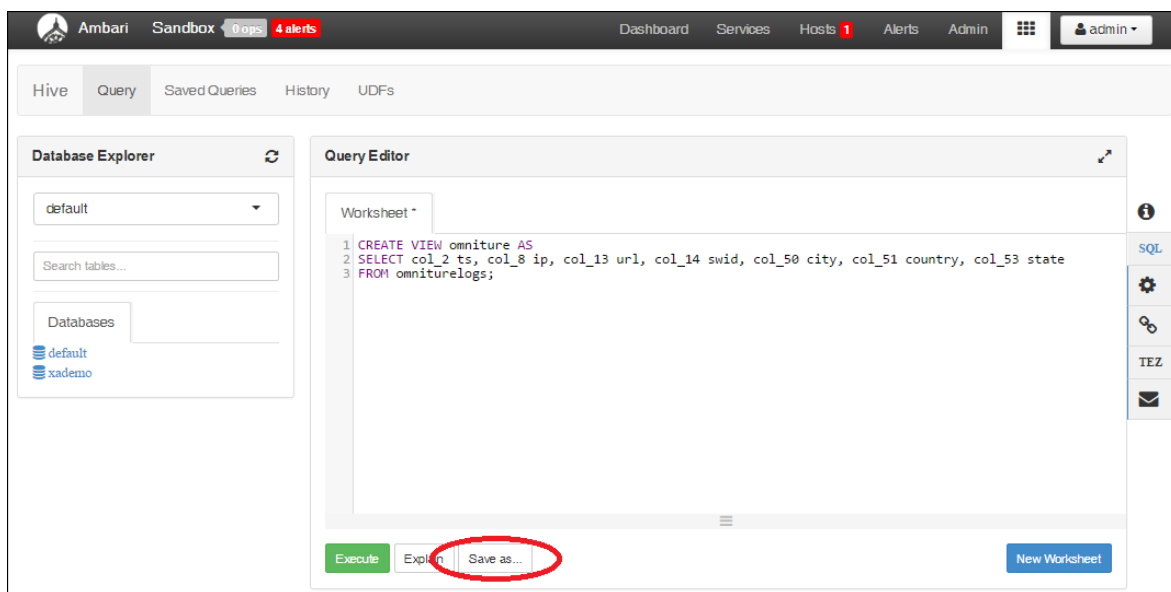 Ambari Sandbox 0 ops 4 alerts Dashboard Services Hosts 1 Alerts Admin admin
Hive Query Saved Queries History UDFs
Database Explorer
default
Search tables...
Databases
default
xademo
Query Editor
Worksheet *
1 CREATE VIEW omniture AS
2 SELECT col_2 ts, col_8 ip, col_13 url, col_14 swid, col_50 city, col_51 country, col_53 state
3 FROM omniturelogs;
Execute Explain Save as... New Worksheet
SQL
TEZ